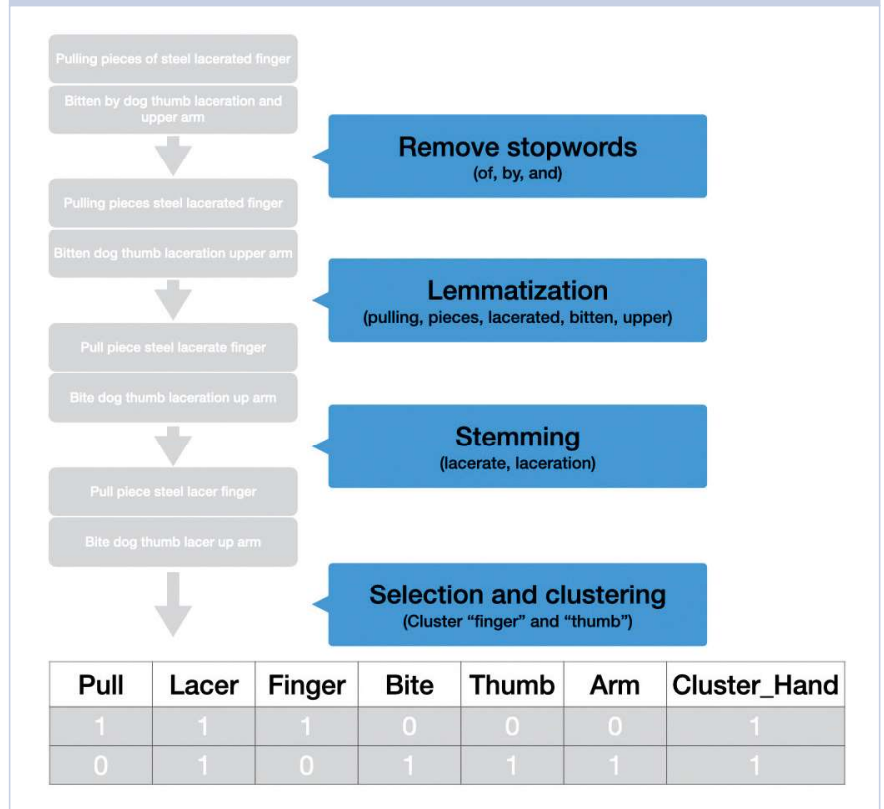 Pulling pieces of steel lacerated finger
Bitten by dog thumb laceration and
upper arm
Remove stopwords
(of, by, and)
Pulling pieces steel lacerated finger
Bitten dog thumb laceration upper arm
Lemmatization
(pulling, pieces, lacerated, bitten, upper)
Pull piece steel lacerate finger
Bite dog thumb laceration up arm
Stemming
(lacerate, laceration)
Pull piece steel lacer finger
Bite dog thumb lacer up arm
Selection and clustering
(Cluster “finger” and “thumb”)
Pull Lacer Finger Bite Thumb Arm Cluster_Hand
1 1 1 0 0 0 1
0 1 0 1 1 1 1